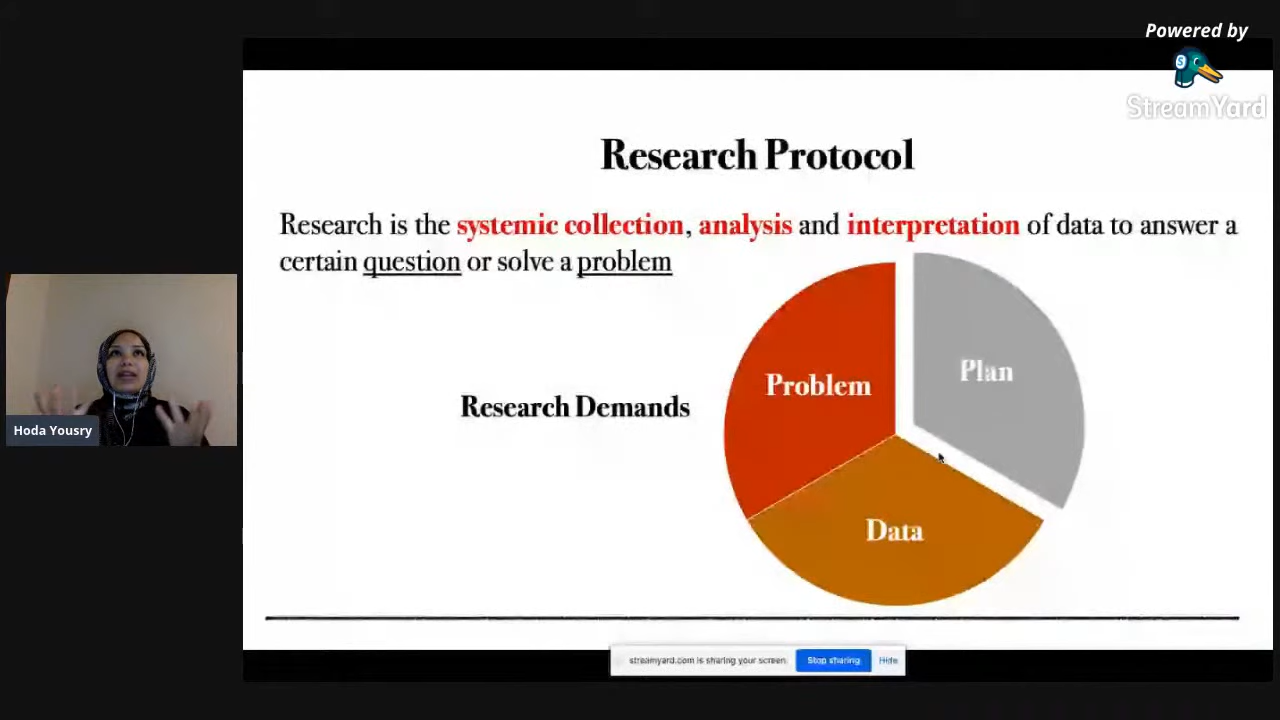 Powered by
StreamYard
Research Protocol
Research is the systemic collection, analysis and interpretation of data to answer a
certain question or solve a problem
Problem
Plan
Research Demands
Data
Hoda Yousry
streamyard.com is sharing your screen.
Stop sharing
Hide